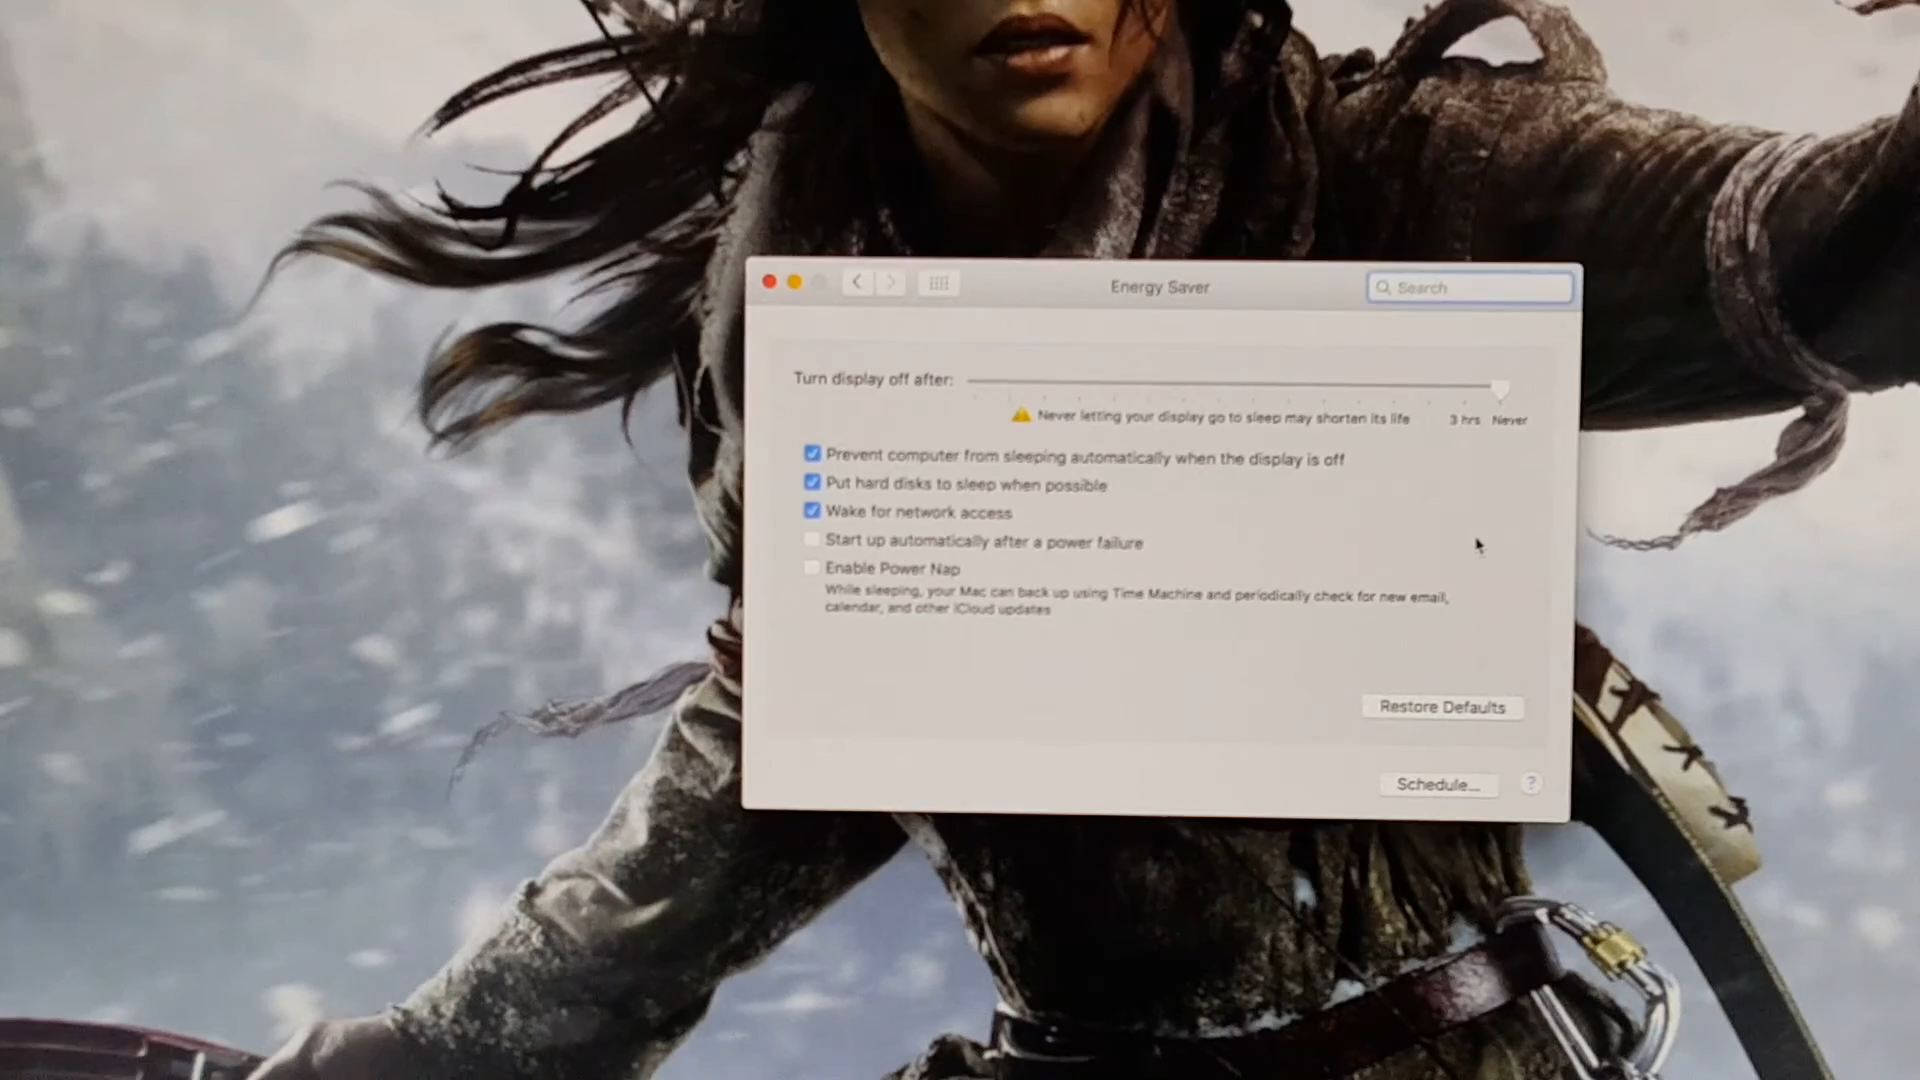 Energy Saver
Search
Turn display off after:
Never letting your display go to sleep may shorten its life
3 hrs Never
Prevent computer from sleeping automatically when the display is off
Put hard disks to sleep when possible
Wake for network access
Start up automatically after a power failure
Enable Power Nap
While sleeping, your Mac can back up using Time Machine and periodically check for new email,
calendar, and other iCloud updates
Restore Defaults
Schedule...
?